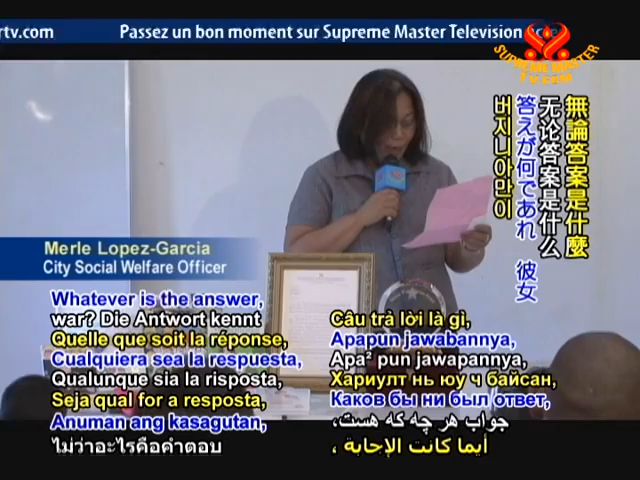 rtv.com
Passez un bon moment sur Supreme Master Television
SUPREME MASTER
TV.COM
無論答案是什麼
无论答案是什么
答えが何であれ 彼女
버지니아만이
Merle Lopez-Garcia
City Social Welfare Officer
Whatever is the answer,
war? Die Antwort kennt
Quelle que soit la réponse,
Cualquiera sea la respuesta,
Qualunque sia la risposta,
Seja qual for a resposta,
Anuman ang kasagutan,
ไม่ว่าอะไรคือคำตอบ
Câu trả lời là gì,
Apapun jawabannya,
Apa² pun jawapannya,
Хариулт нь юу ч байсан,
Каков бы ни был ответ,
جواب هر چه که هست،
أيما كانت الإجابة ،